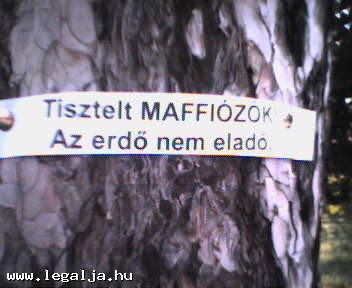 Tisztelt MAFFIÓZÓK!
Az erdő nem eladó.
www.legalja.hu